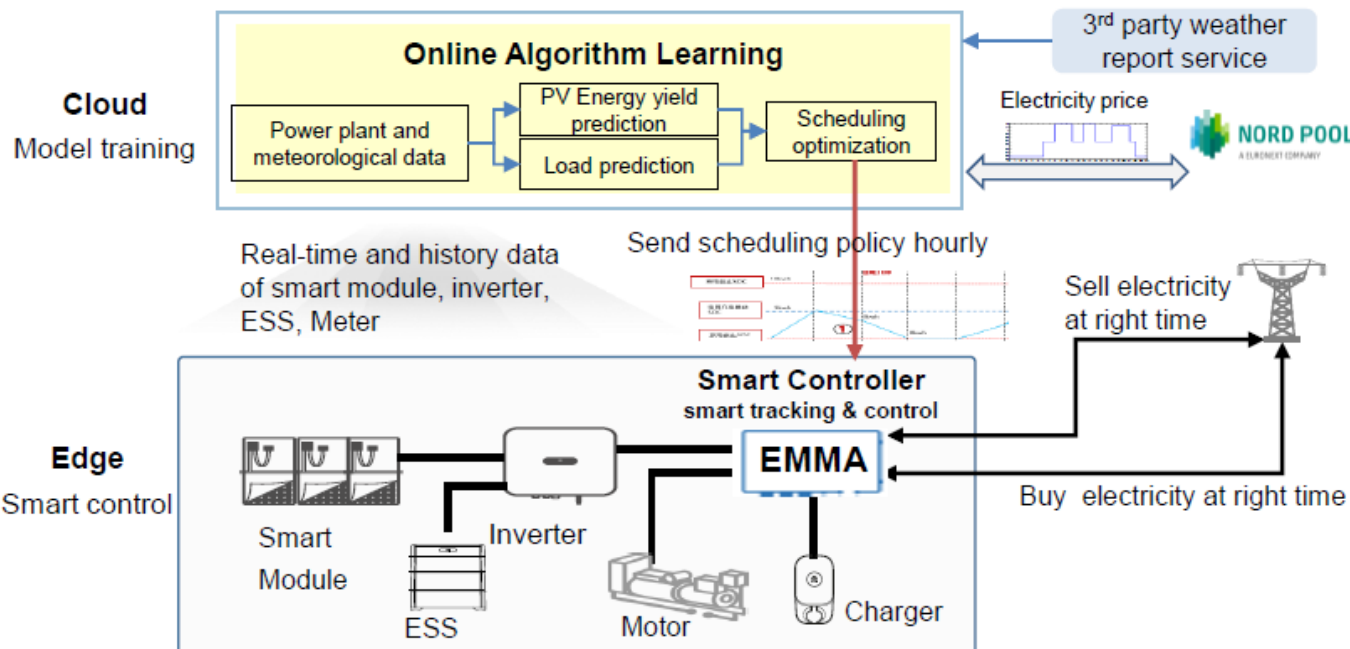 Online Algorithm Learning
3rd party weather
report service
Cloud
Model training
Power plant and
meteorological data
PV Energy yield
prediction
Load prediction
Scheduling
optimization
Electricity price
NORD POOL
A EURONEXT COMPANY
Real-time and history data
of smart module, inverter,
ESS, Meter
Send scheduling policy hourly
1
Sell electricity
at right time
Smart Controller
smart tracking & control
EMMA
Edge
Smart control
Buy electricity at right time
Smart
Module
Inverter
ESS
Motor
Charger